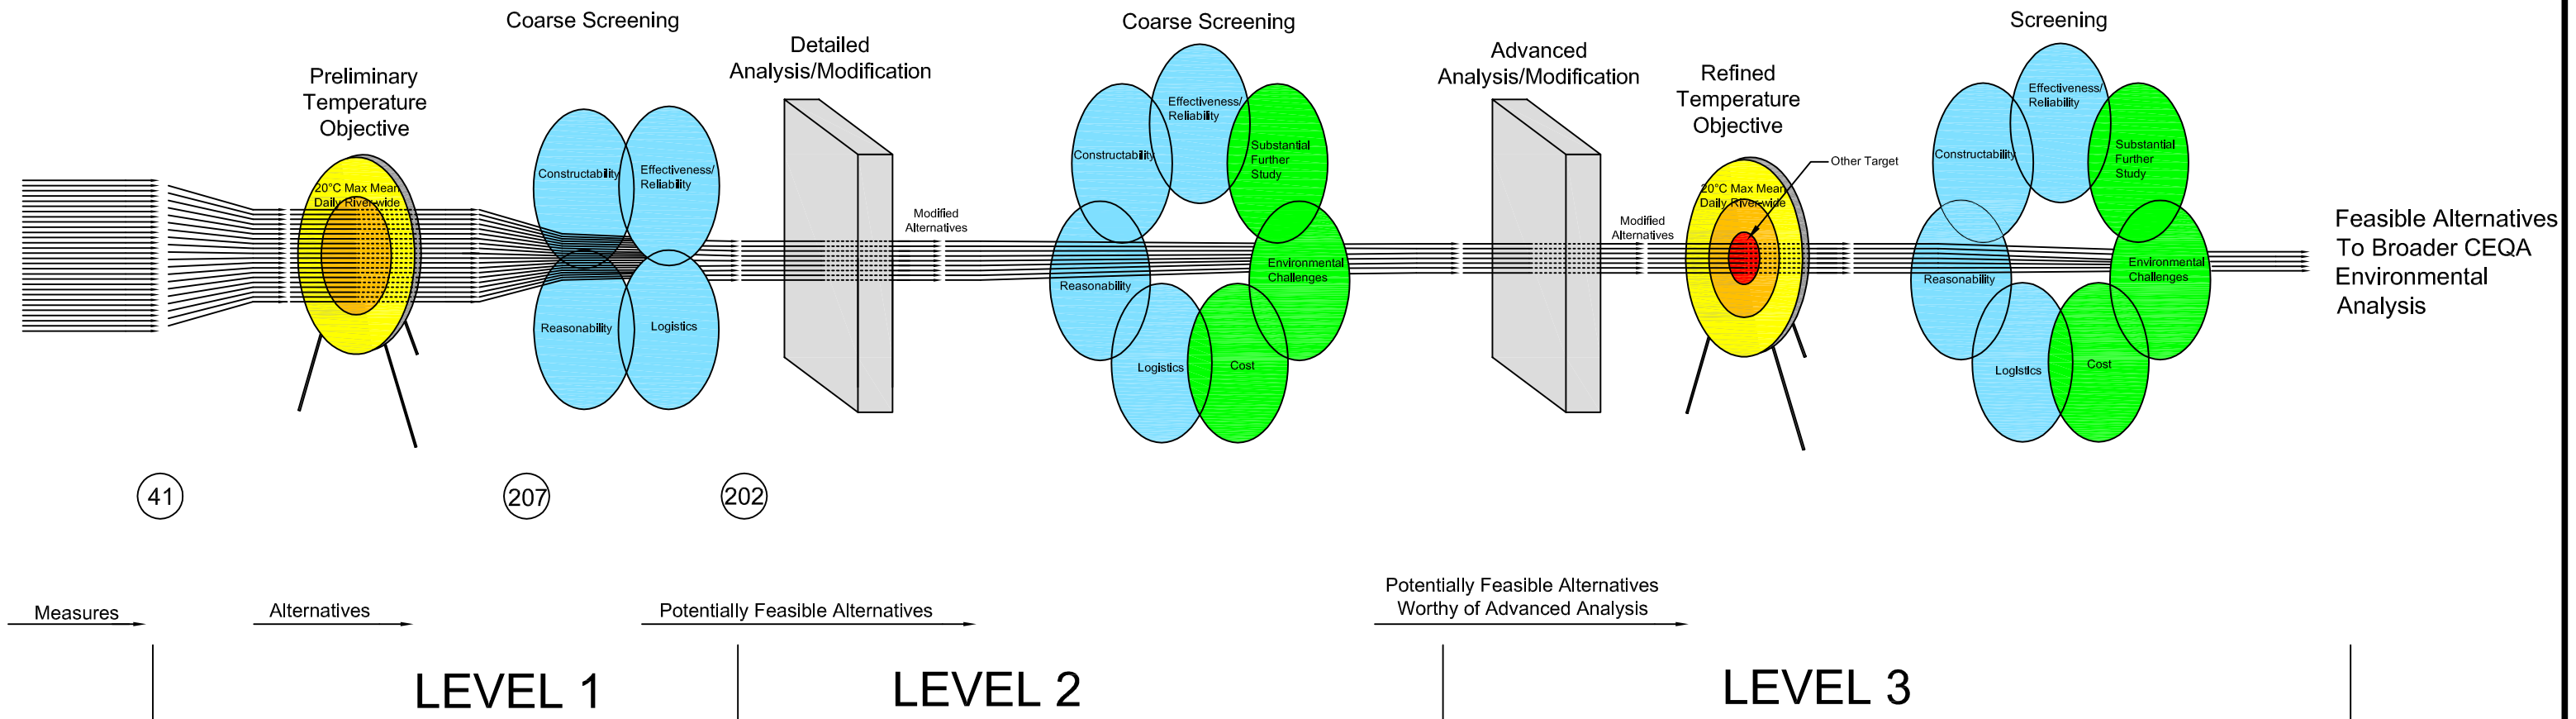 Coarse Screening
Preliminary
Temperature
Objective
20°C Max Mean
Daily River-wide
Constructability
Effectiveness/
Reliability
Reasonability
Logistics
Detailed
Analysis/Modification
Modified
Alternatives
Coarse Screening
Constructability
Effectiveness/
Reliability
Substantial
Further
Study
Reasonability
Environmental
Challenges
Logistics
Cost
Advanced
Analysis/Modification
Modified
Alternatives
Refined
Temperature
Objective
Other Target
20°C Max Mean
Daily River-wide
Screening
Constructability
Effectiveness/
Reliability
Substantial
Further
Study
Reasonability
Environmental
Challenges
Logistics
Cost
Feasible Alternatives
To Broader CEQA
Environmental
Analysis
41
207
202
Measures
Alternatives
Potentially Feasible Alternatives
Potentially Feasible Alternatives
Worthy of Advanced Analysis
LEVEL 1
LEVEL 2
LEVEL 3